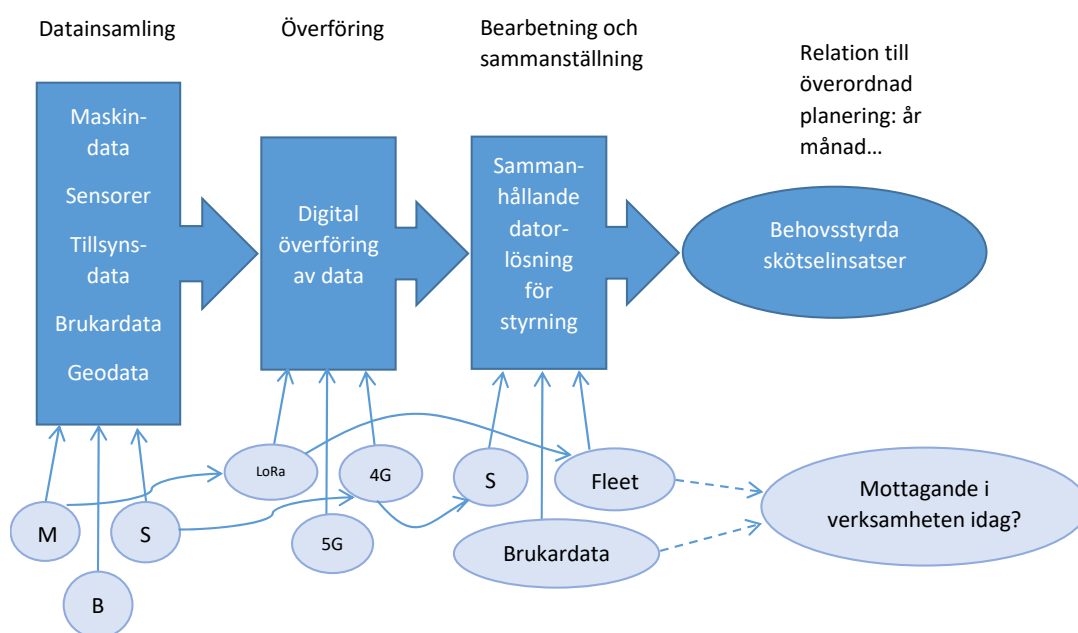 Datainsamling
Överföring
Bearbetning och
sammanställning
Relation till
överordnad
planering: år
månad...
Maskin-
data
Sensorer
Tillsyns-
data
Brukardata
Geodata
Digital
överföring
av data
Samman-
hållande
dator-
lösning
för
styrning
Behovsstyrda
skötselinsatser
LoRa
4G
S
Fleet
M
S
5G
Brukardata
B
Mottagande i
verksamheten idag?